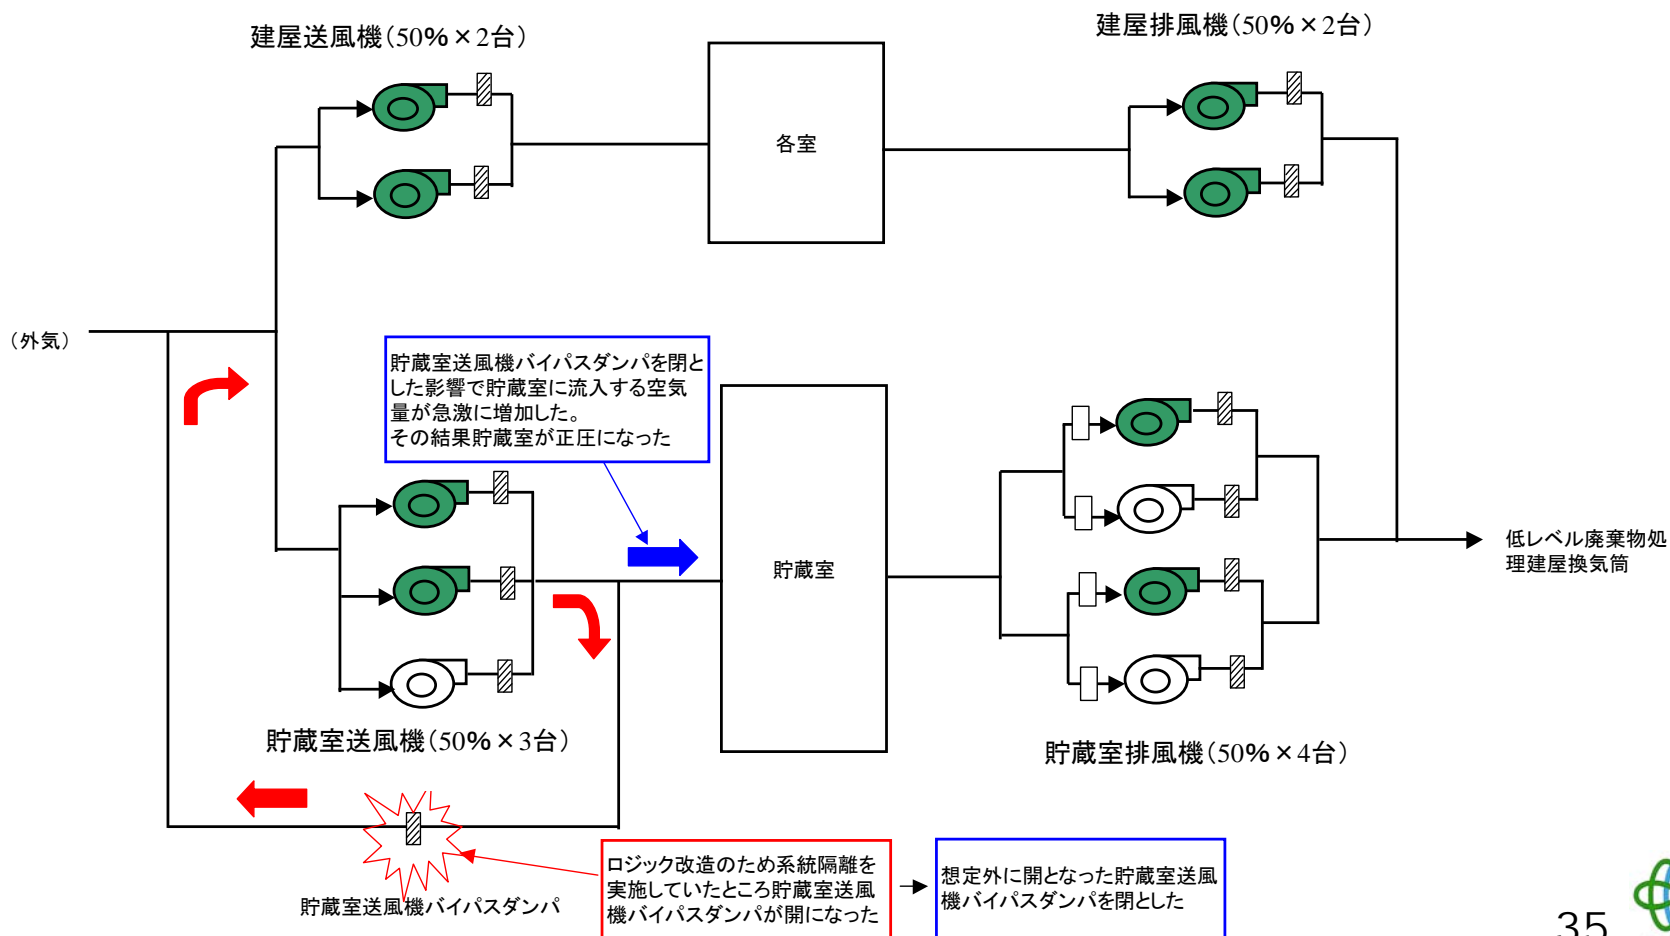 建屋送風機(50%×2台)
建屋排風機(50%×2台)
各室
(外気)
貯蔵室送風機バイパスダンパを閉と
した影響で貯蔵室に流入する空気
量が急激に増加した。
その結果貯蔵室が正圧になった
貯蔵室
低レベル廃棄物処
理建屋換気筒
貯蔵室送風機(50%×3台)
貯蔵室排風機(50%×4台)
貯蔵室送風機バイパスダンパ
ロジック改造のため系統隔離を
実施していたところ貯蔵室送風
機バイパスダンパが開になった
想定外に開となった貯蔵室送風
機バイパスダンパを閉とした
35